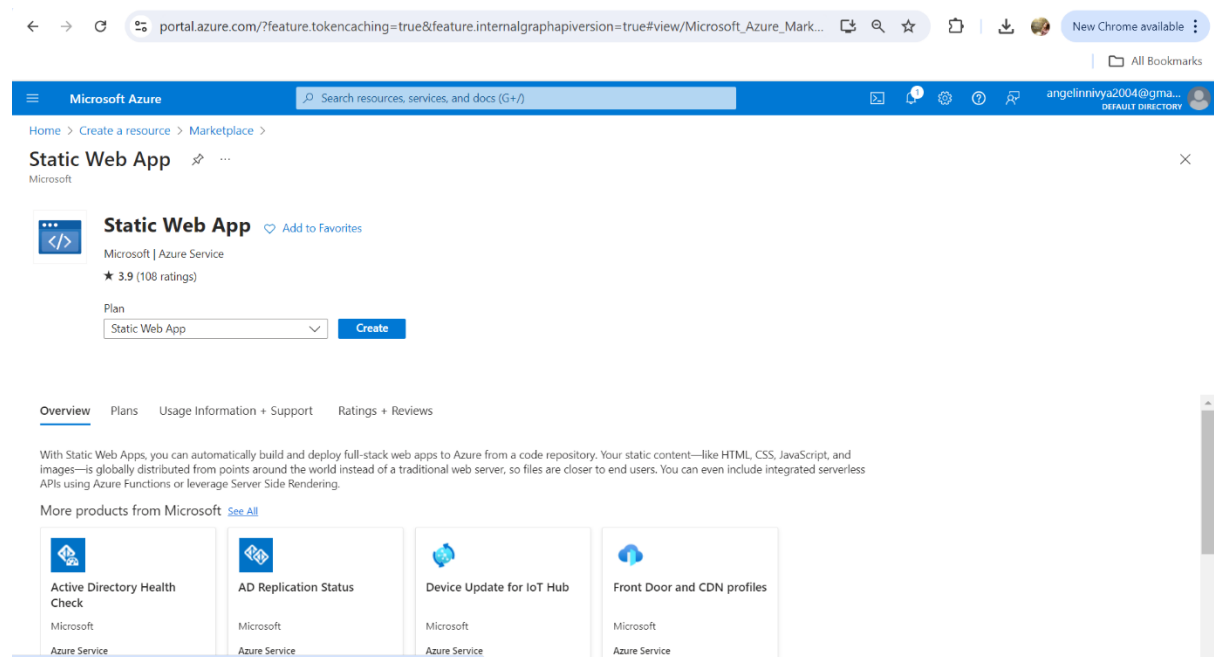 portal.azure.com/?feature.tokencaching=true&feature.internalgraphapiversion=true#view/Microsoft_Azure_Mark...
New Chrome available
All Bookmarks
Microsoft Azure
Search resources, services, and docs (G+/)
1
angelinnivya2004@gma...
DEFAULT DIRECTORY
Home > Create a resource > Marketplace >
Static Web App
Microsoft
Static Web App
Add to Favorites
Microsoft | Azure Service
★ 3.9 (108 ratings)
Plan
Static Web App
Create
Overview Plans Usage Information + Support Ratings + Reviews
With Static Web Apps, you can automatically build and deploy full-stack web apps to Azure from a code repository. Your static content—like HTML, CSS, JavaScript, and
images—is globally distributed from points around the world instead of a traditional web server, so files are closer to end users. You can even include integrated serverless
APIs using Azure Functions or leverage Server Side Rendering.
More products from Microsoft See All
Active Directory Health
Check
Microsoft
Azure Service
AD Replication Status
Microsoft
Azure Service
Device Update for IoT Hub
Microsoft
Azure Service
Front Door and CDN profiles
Microsoft
Azure Service